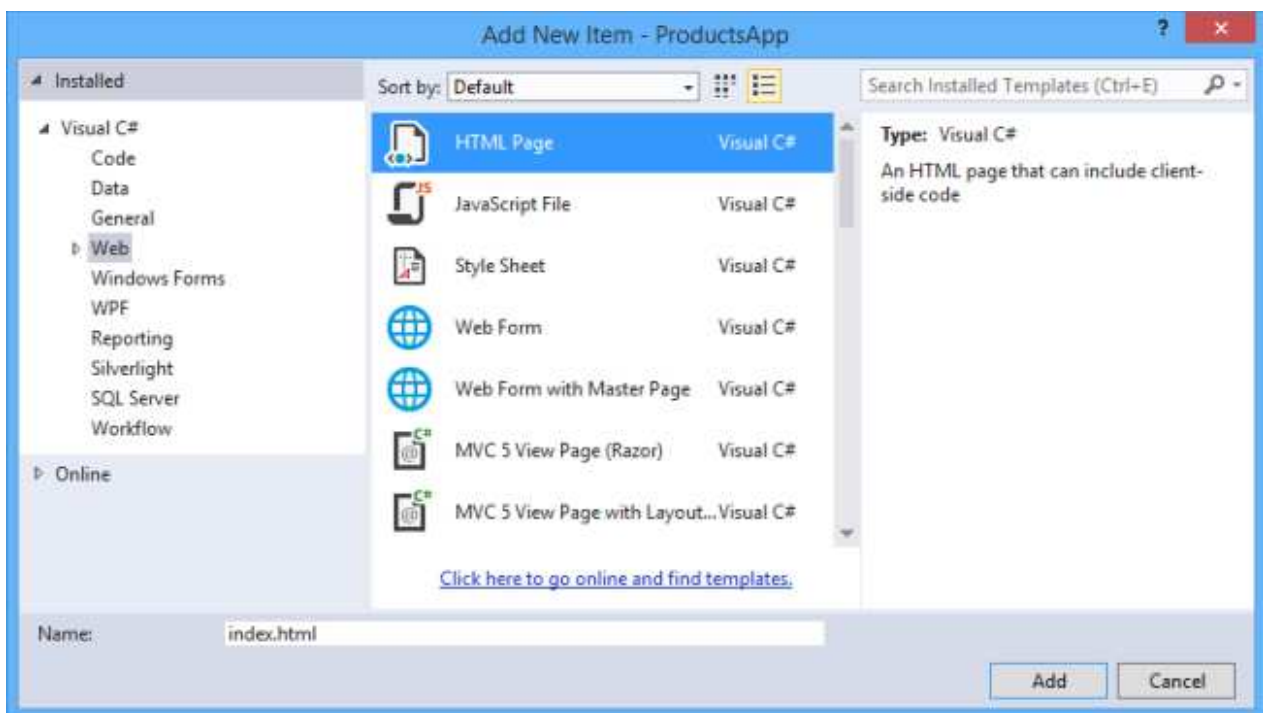 Add New Item - ProductsApp
?
Installed
Sort by: Default
Search Installed Templates (Ctrl+E)
Visual C#
Code
Data
General
Web
Windows Forms
WPF
Reporting
Silverlight
SQL Server
Workflow
Online
HTML Page Visual C#
JavaScript File Visual C#
Style Sheet Visual C#
Web Form Visual C#
Web Form with Master Page Visual C#
MVC 5 View Page (Razor) Visual C#
MVC 5 View Page with Layout... Visual C#
Click here to go online and find templates.
Type: Visual C#
An HTML page that can include client-
side code
Name: index.html
Add Cancel